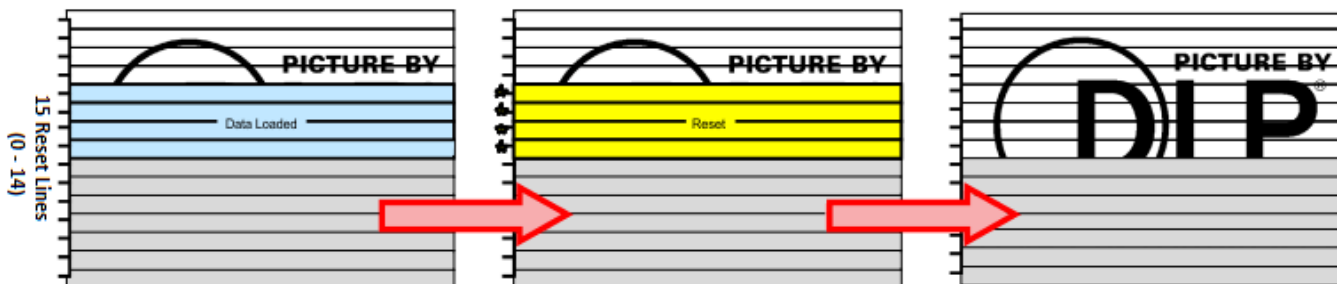 15 Reset Lines
(0 - 14)
PICTURE BY
Data Loaded
PICTURE BY
Reset
PICTURE BY
DLP®